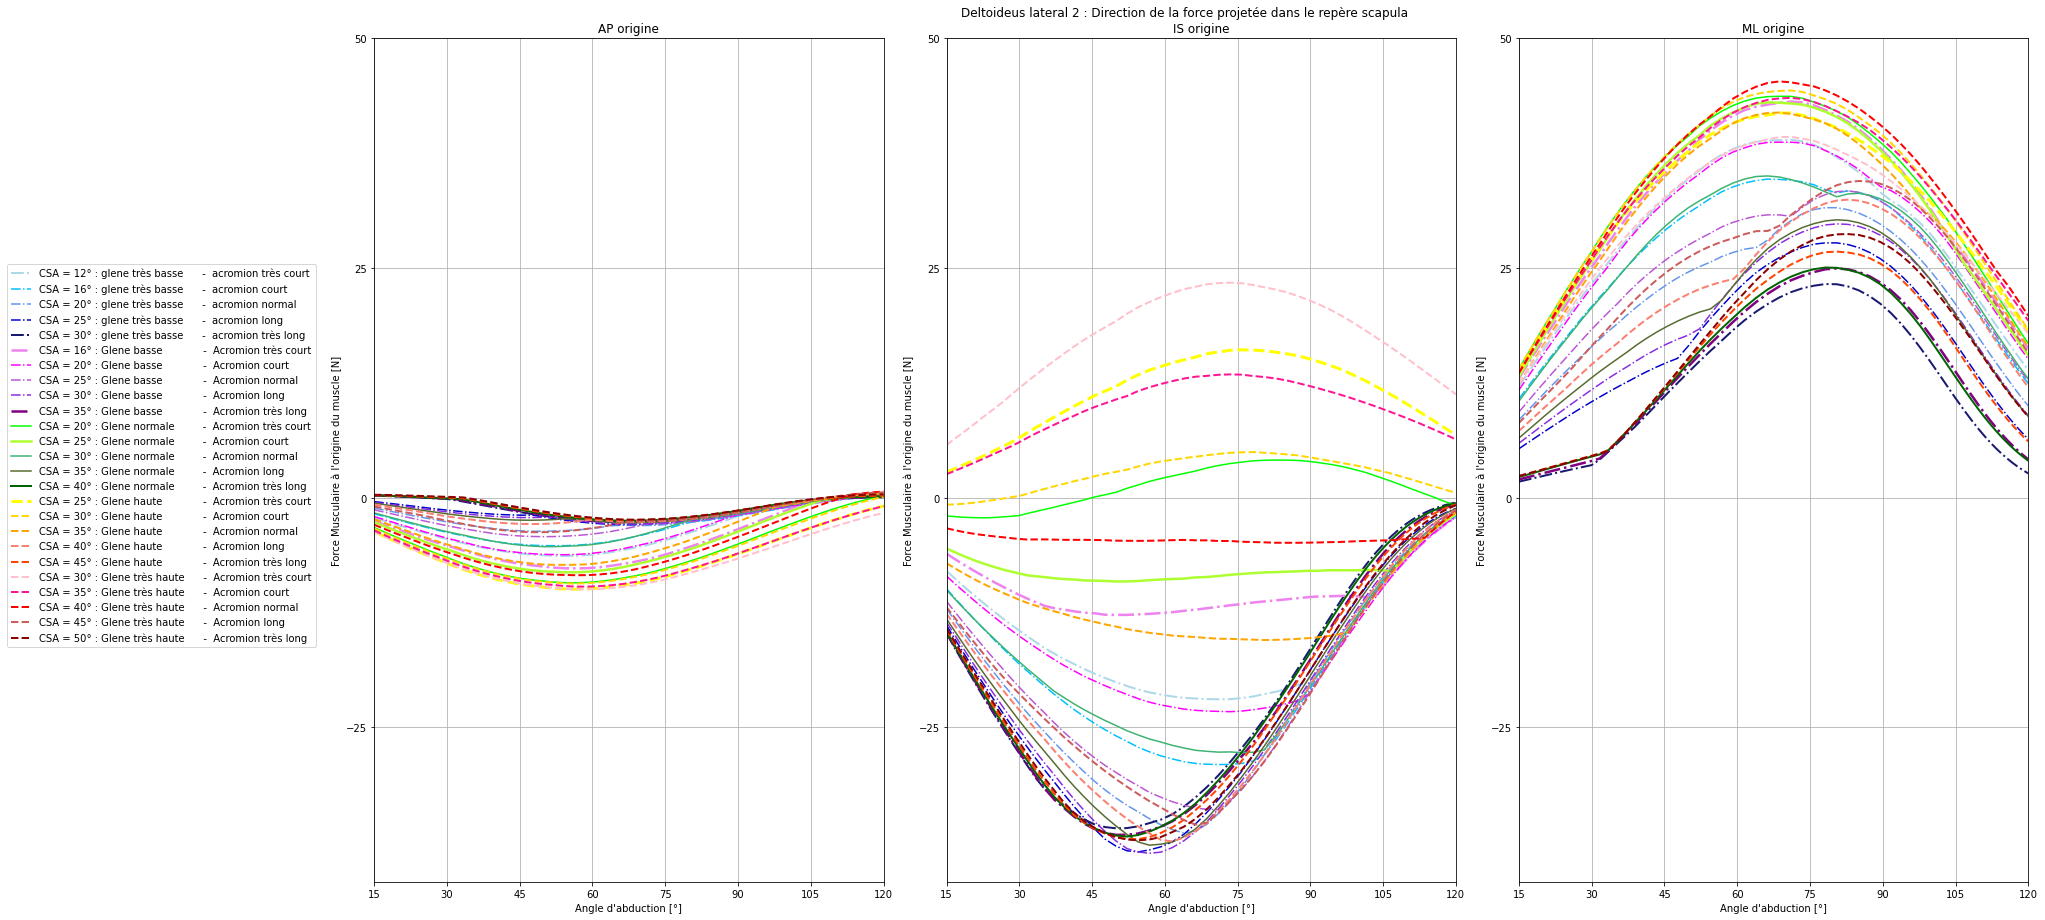 Deltoideus lateral 2 : Direction de la force projetée dans le repère scapula
AP origine
IS origine
ML origine
CSA = 12° : glene très basse - acromion très court
CSA = 16° : glene très basse - acromion court
CSA = 20° : glene très basse - acromion normal
CSA = 25° : glene très basse - acromion long
CSA = 30° : glene très basse - acromion très long
CSA = 16° : Glene basse - Acromion très court
CSA = 20° : Glene basse - Acromion court
CSA = 25° : Glene basse - Acromion normal
CSA = 30° : Glene basse - Acromion long
CSA = 35° : Glene basse - Acromion très long
CSA = 20° : Glene normale - Acromion très court
CSA = 25° : Glene normale - Acromion court
CSA = 30° : Glene normale - Acromion normal
CSA = 35° : Glene normale - Acromion long
CSA = 40° : Glene normale - Acromion très long
CSA = 25° : Glene haute - Acromion très court
CSA = 30° : Glene haute - Acromion court
CSA = 35° : Glene haute - Acromion normal
CSA = 40° : Glene haute - Acromion long
CSA = 45° : Glene haute - Acromion très long
CSA = 30° : Glene très haute - Acromion très court
CSA = 35° : Glene très haute - Acromion court
CSA = 40° : Glene très haute - Acromion normal
CSA = 45° : Glene très haute - Acromion long
CSA = 50° : Glene très haute - Acromion très long
Force Musculaire à l'origine du muscle [N]
50
25
0
−25
15 30 45 60 75 90 105 120
Angle d'abduction [°]
Force Musculaire à l'origine du muscle [N]
50
25
0
−25
15 30 45 60 75 90 105 120
Angle d'abduction [°]
Force Musculaire à l'origine du muscle [N]
50
25
0
−25
15 30 45 60 75 90 105 120
Angle d'abduction [°]